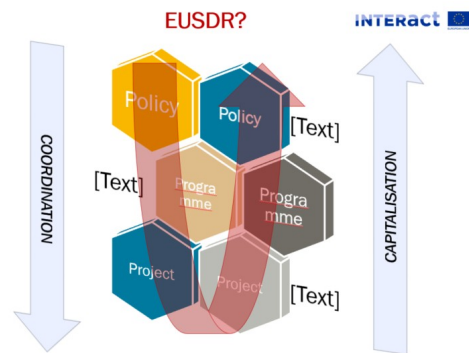 EUSDR?
INTERACT
Policy
Policy
[Text]
COORDINATION
[Text]
Progra
mme
Progra
mme
CAPITALISATION
Project
Project
[Text]